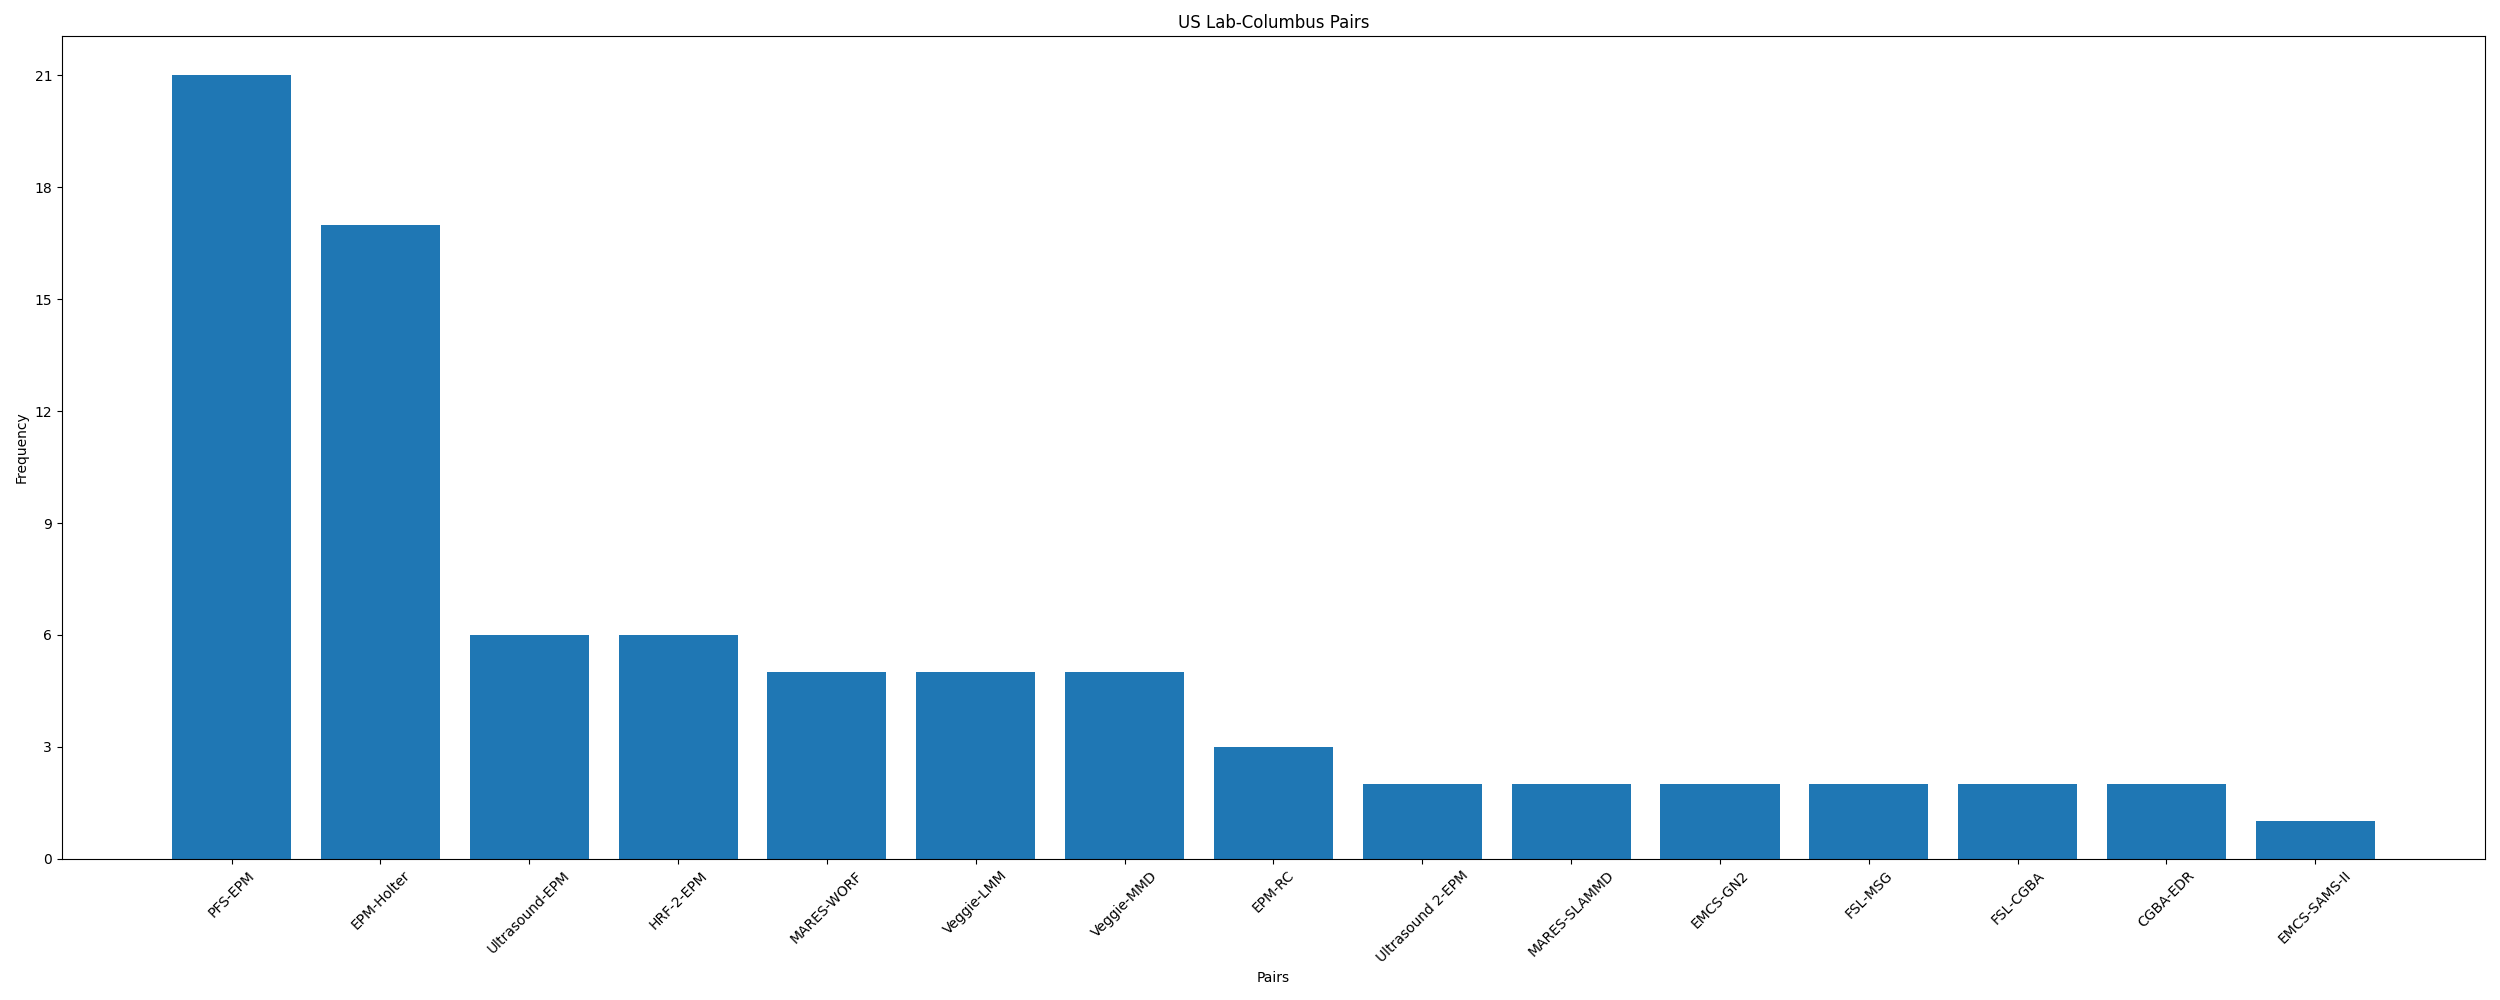 US Lab-Columbus Pairs
Frequency
21
18
15
12
9
6
3
0
PFS-EPM
EPM-Holter
Ultrasound-EPM
HRF-2-EPM
MARES-WORF
Veggie-LMM
Veggie-MMD
EPM-RC
Ultrasound 2-EPM
MARES-SLAMMD
EMCS-GN2
FSL-MSG
FSL-CGBA
CGBA-EDR
EMCS-SAMS-II
Pairs